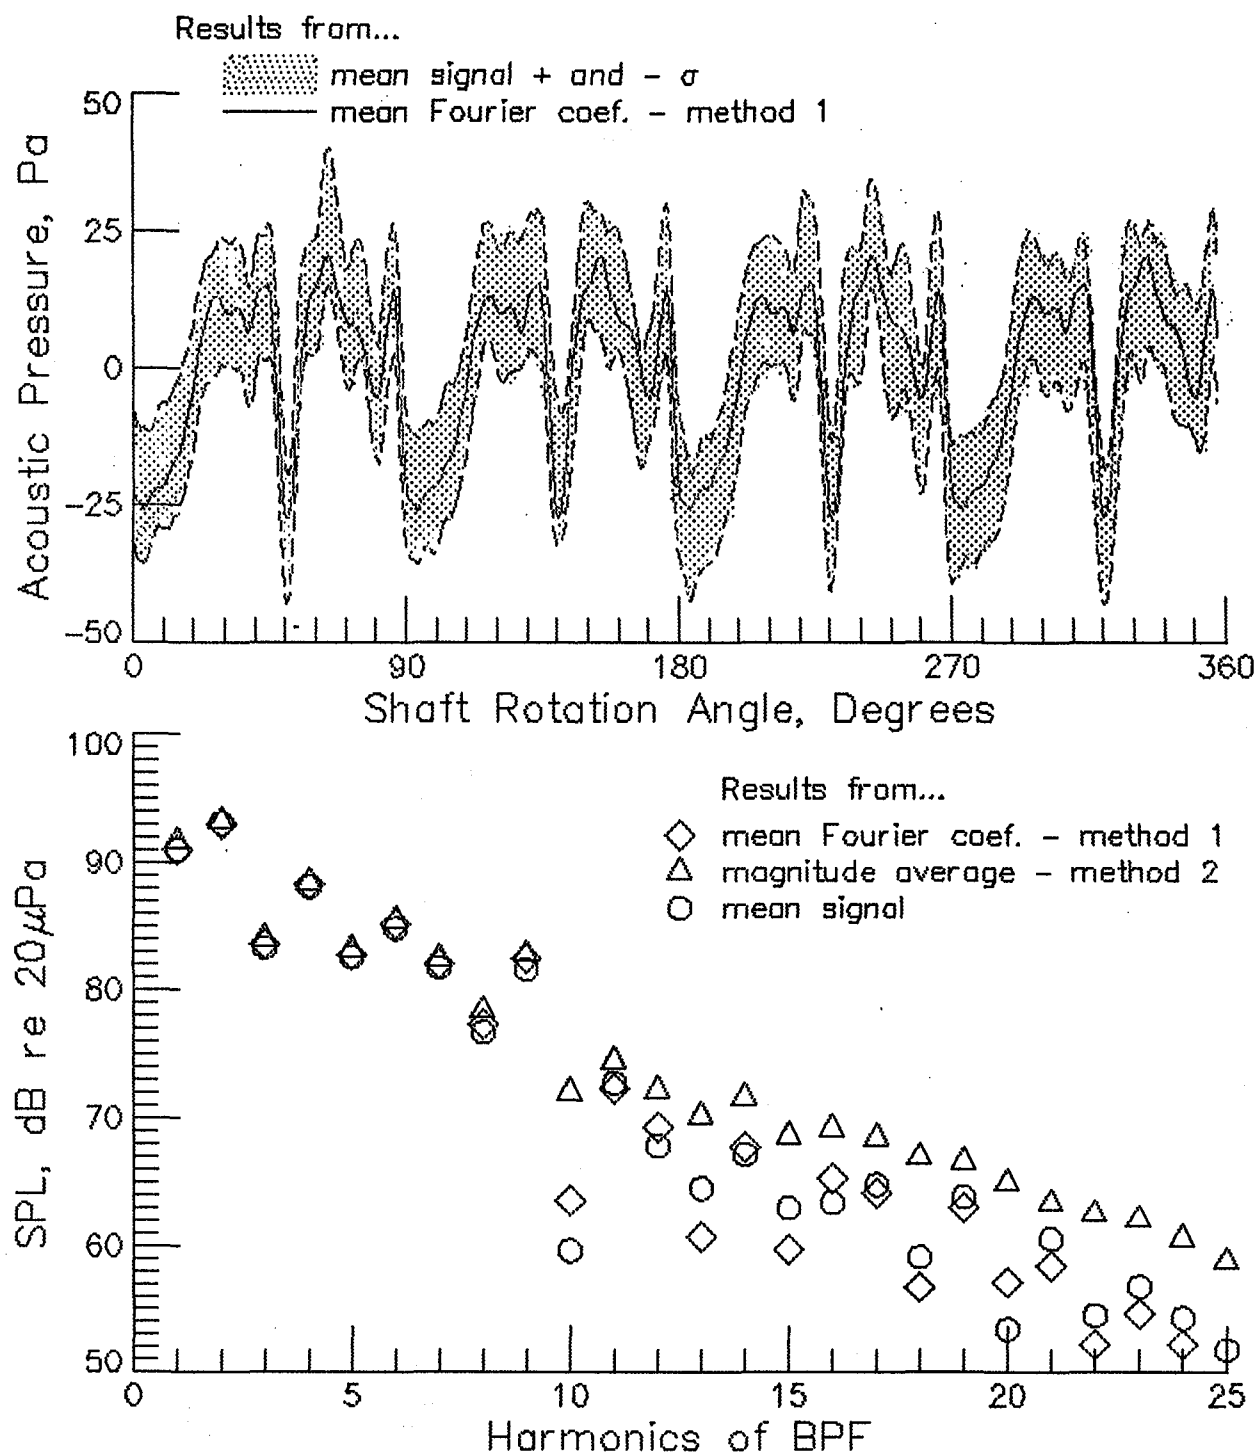 Results from...
mean signal + and - σ
mean Fourier coef. - method 1
50
25
0
-25
-50
Acoustic Pressure, Pa
0 90 180 270 360
Shaft Rotation Angle, Degrees
100
90
80
70
60
50
SPL, dB re 20μPa
Results from...
mean Fourier coef. - method 1
magnitude average - method 2
mean signal
0 5 10 15 20 25
Harmonics of BPF